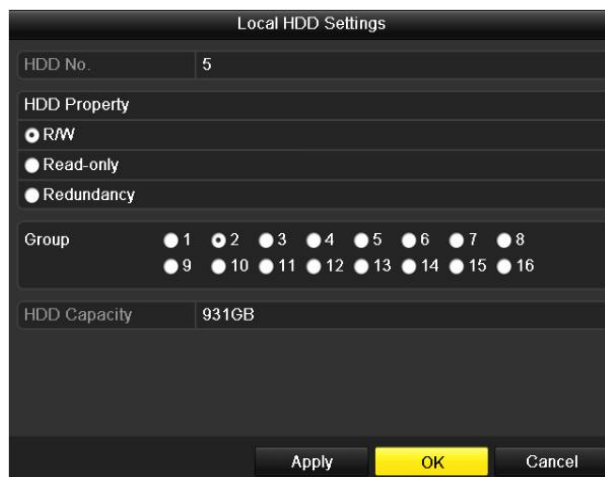 Local HDD Settings
HDD No. 5
HDD Property
R/W
Read-only
Redundancy
Group 1 2 3 4 5 6 7 8
9 10 11 12 13 14 15 16
HDD Capacity 931GB
Apply OK Cancel